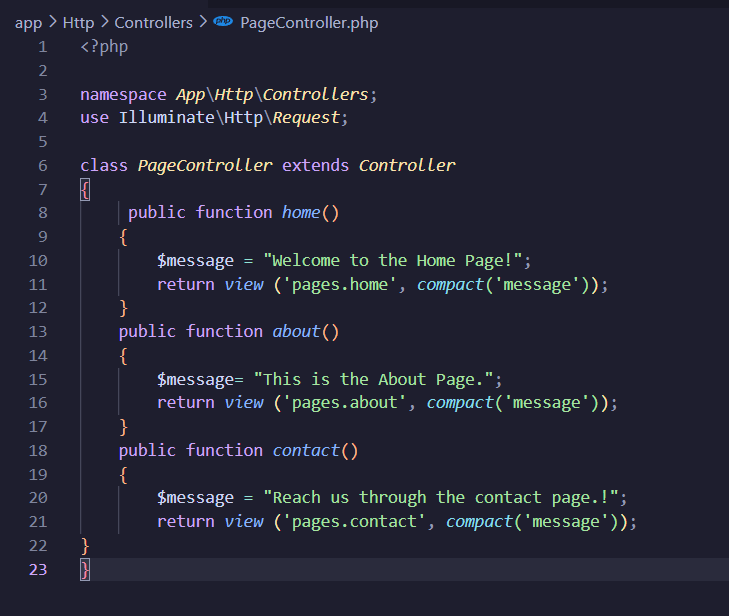 app > Http > Controllers > php PageController.php
1 <?php
2
3 namespace App\Http\Controllers;
4 use Illuminate\Http\Request;
5
6 class PageController extends Controller
7 {
8      public function home()
9     {
10         $message = "Welcome to the Home Page!";
11         return view ('pages.home', compact('message'));
12     }
13     public function about()
14     {
15         $message= "This is the About Page.";
16         return view ('pages.about', compact('message'));
17     }
18     public function contact()
19     {
20         $message = "Reach us through the contact page.!";
21         return view ('pages.contact', compact('message'));
22 }
23 }